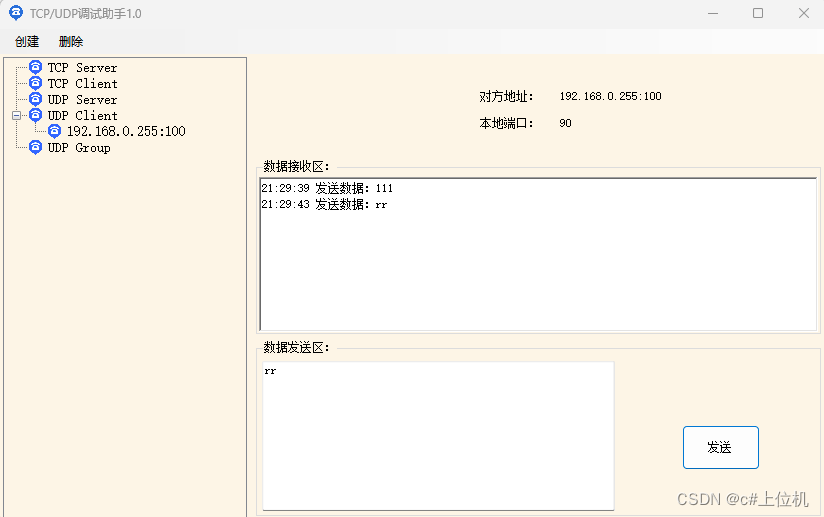 TCP/UDP调试助手1.0
创建 删除
TCP Server
TCP Client
UDP Server
UDP Client
192.168.0.255:100
UDP Group
对方地址： 192.168.0.255:100
本地端口： 90
数据接收区：
21:29:39 发送数据：111
21:29:43 发送数据：rr
数据发送区：
rr
发送
CSDN @c#上位机